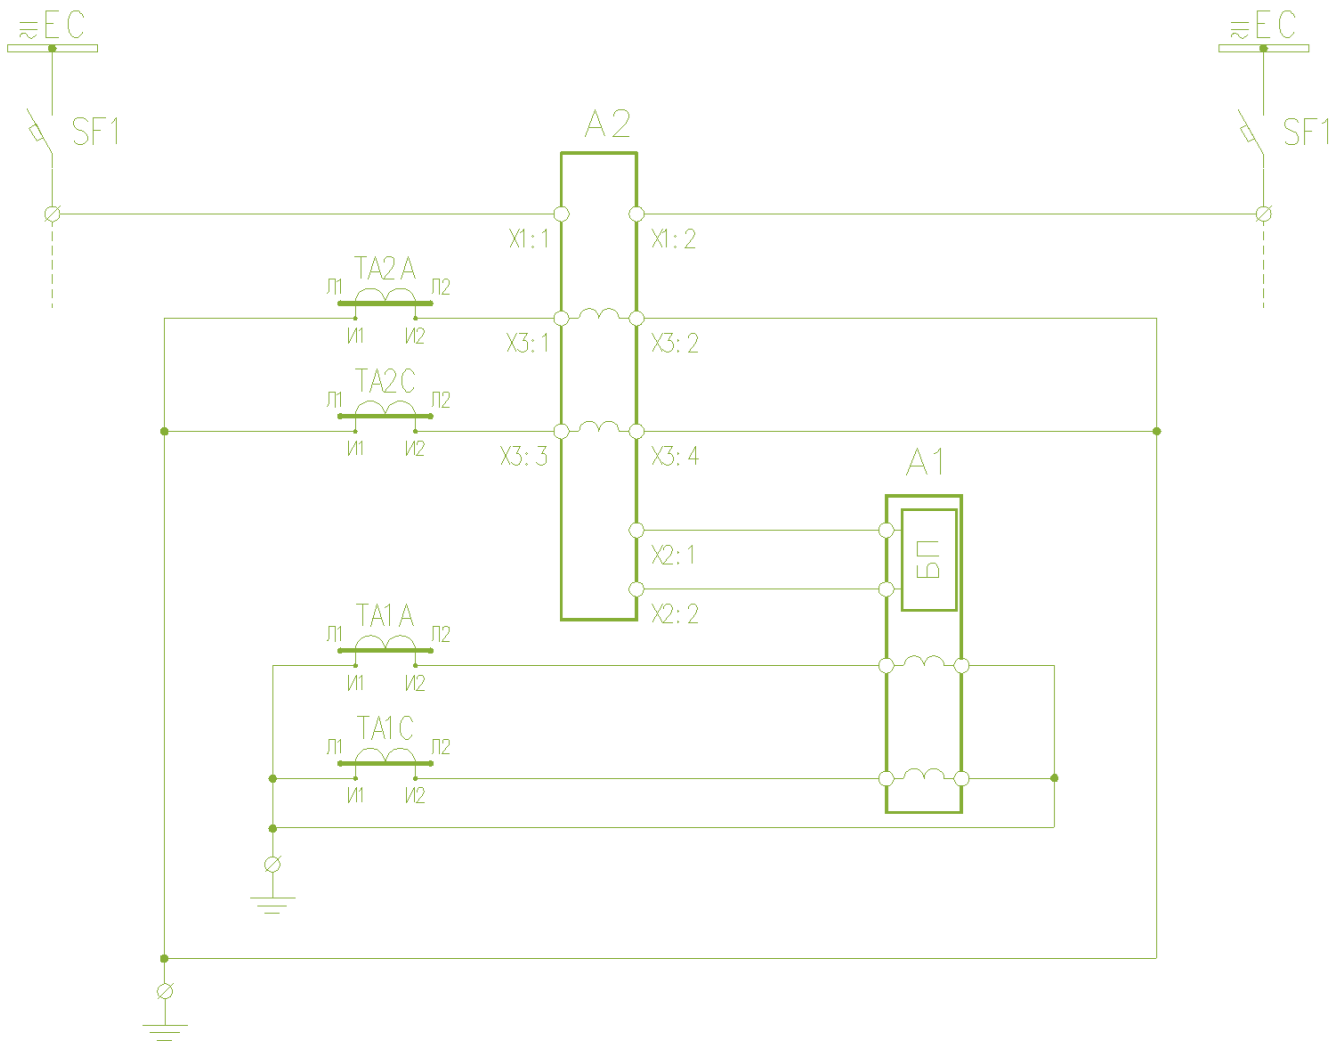 ≂EC
≂EC
SF1
SF1
A2
X1:1
X1:2
TA2A
Л1
Л2
И1
И2
X3:1
X3:2
TA2C
Л1
Л2
И1
И2
X3:3
X3:4
A1
БП
X2:1
X2:2
TA1A
Л1
Л2
И1
И2
TA1C
Л1
Л2
И1
И2